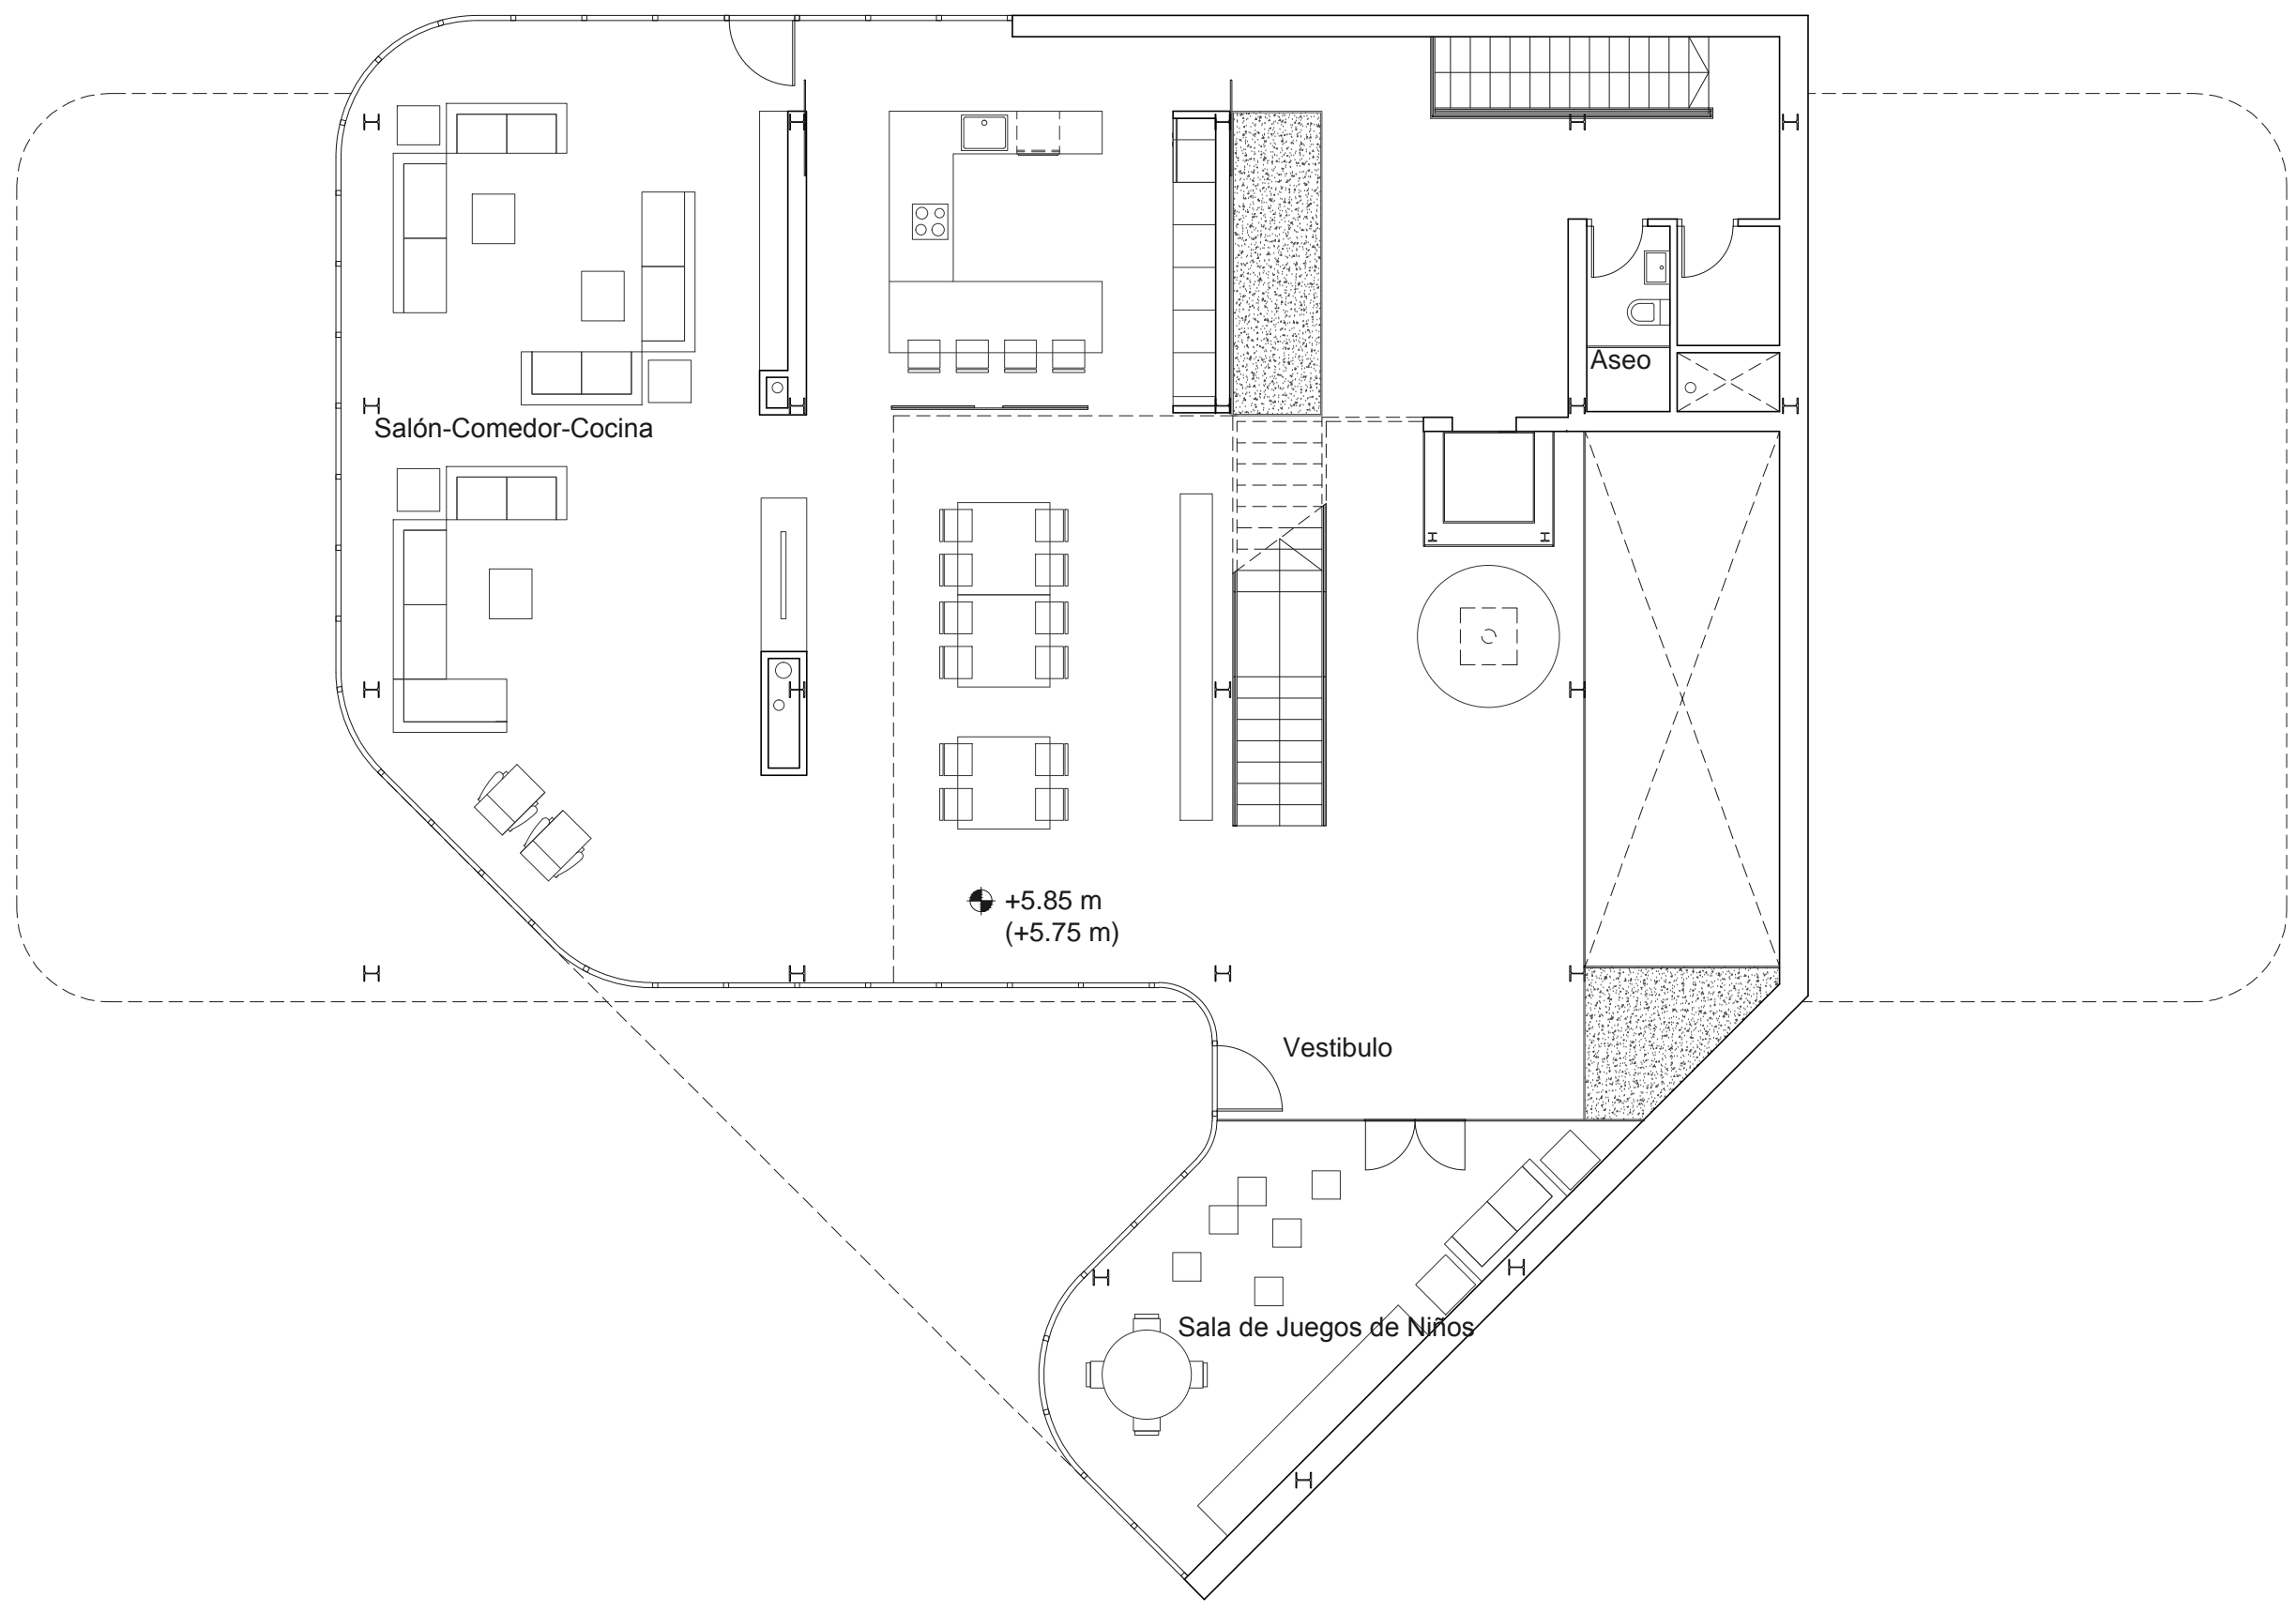 Aseo
Salón-Comedor-Cocina
+5.85 m
(+5.75 m)
Vestibulo
Sala de Juegos de Niños